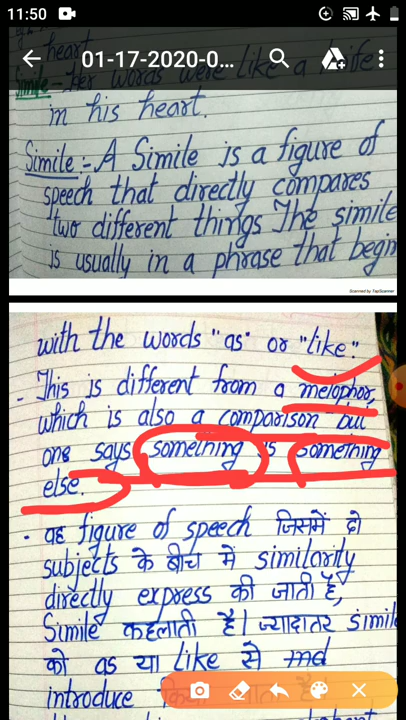 11:50
01-17-2020-0...
heart
Simile - Her words were like a knife
in his heart.
Simile :- A Simile is a figure of
speech that directly compares
two different things The simile
is usually in a phrase that begin
Scanned by TapScanner
with the words "as" or "like."
- This is different from a metaphor,
which is also a comparison but
one says something is something
else.
- वह figure of speech जिसमें दो
subjects के बीच में similarity
directly express की जाती है,
Simile कहलाती है। ज्यादातर simil
को as या like से
introduce